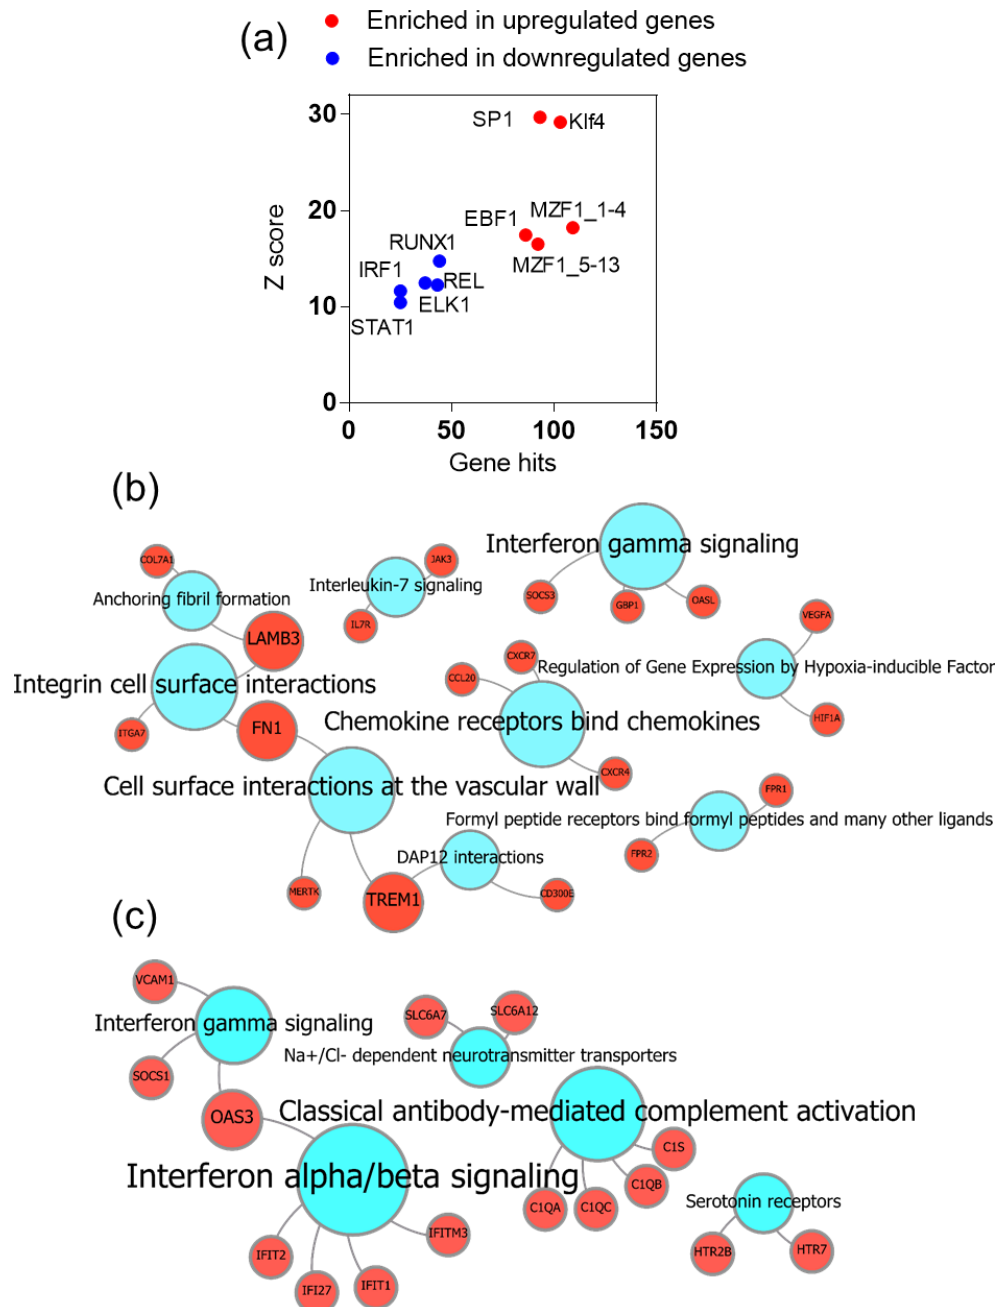 (a)
Enriched in upregulated genes
Enriched in downregulated genes
30
20
10
0
Z score
SP1
Klf4
EBF1
MZF1_1-4
MZF1_5-13
RUNX1
IRF1
REL
ELK1
STAT1
0
50
100
150
Gene hits
(b)
COL7A1
Anchoring fibril formation
LAMB3
Integrin cell surface interactions
ITGA7
FN1
Cell surface interactions at the vascular wall
MERTK
TREM1
DAP12 interactions
CD300E
JAK3
Interleukin-7 signaling
IL7R
Interferon gamma signaling
SOCS3
GBP1
OASL
VEGFA
Regulation of Gene Expression by Hypoxia-inducible Factor
HIF1A
CXCR7
CCL20
Chemokine receptors bind chemokines
CXCR4
FPR1
Formyl peptide receptors bind formyl peptides and many other ligands
FPR2
(c)
VCAM1
Interferon gamma signaling
SOCS1
OAS3
Interferon alpha/beta signaling
IFIT2
IFI27
IFIT1
IFITM3
SLC6A7
SLC6A12
Na+/Cl- dependent neurotransmitter transporters
Classical antibody-mediated complement activation
C1S
C1QB
C1QC
C1QA
Serotonin receptors
HTR2B
HTR7